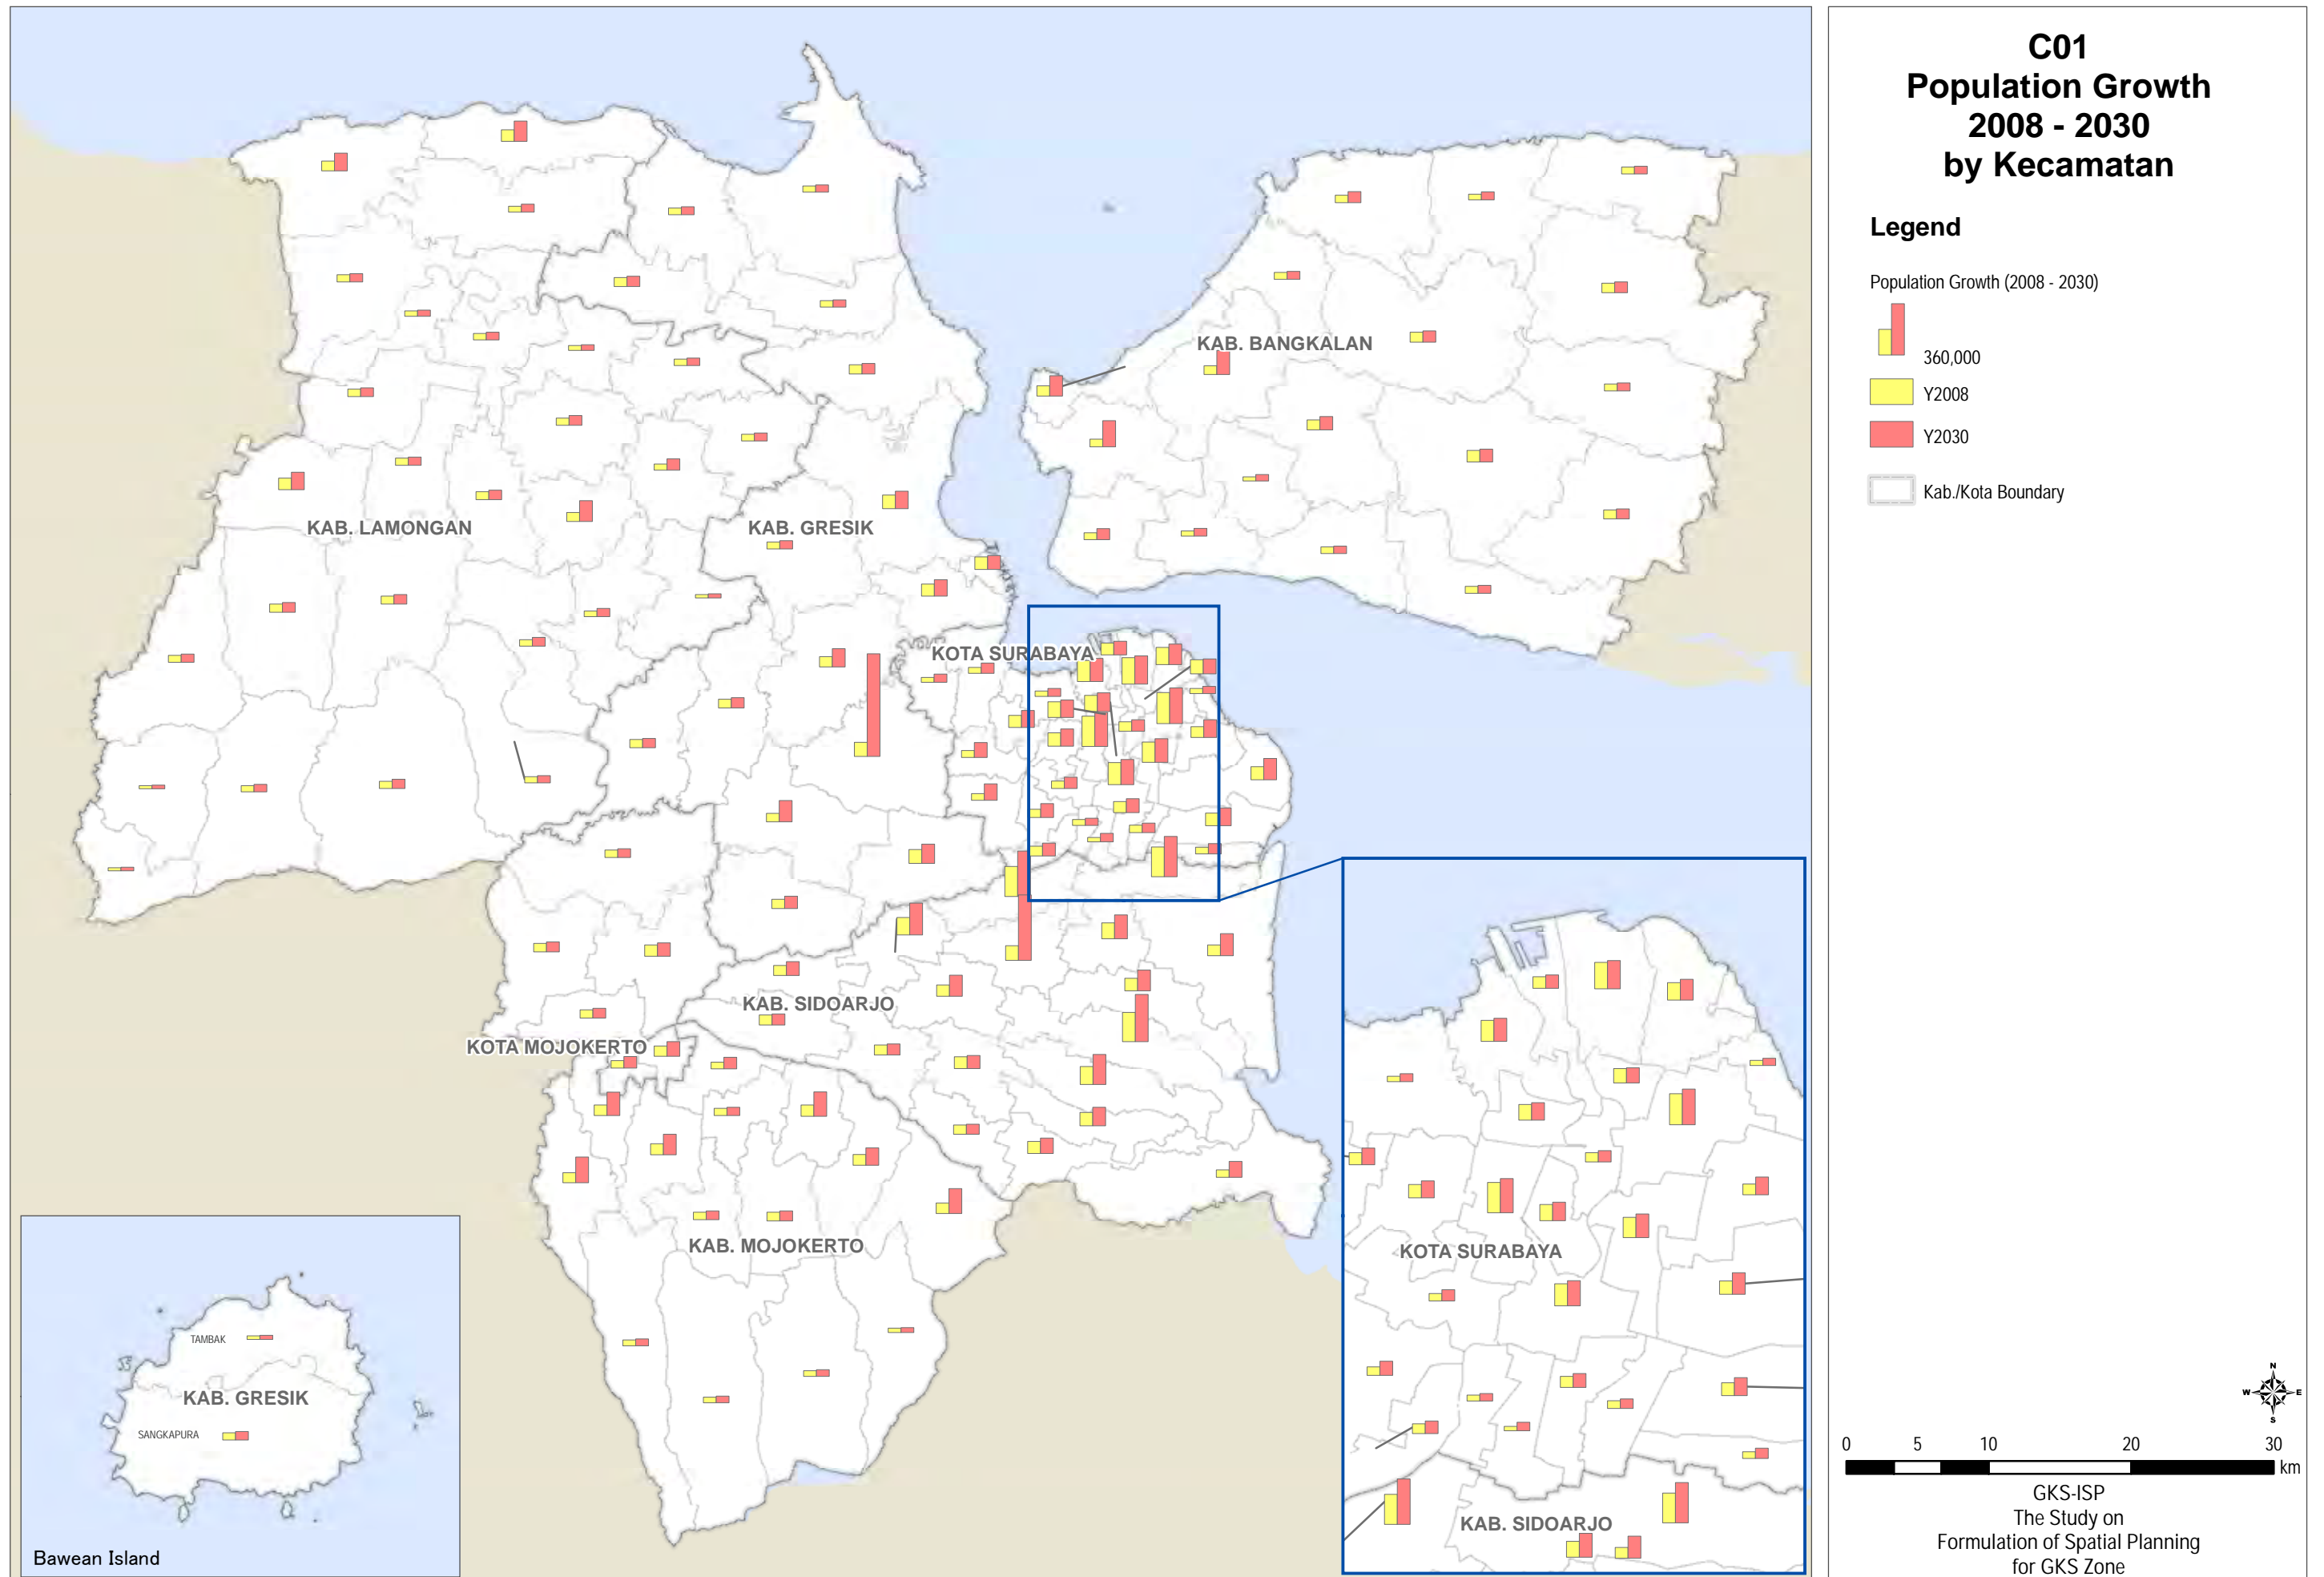 C01
Population Growth
2008 - 2030
by Kecamatan
Legend
Population Growth (2008 - 2030)
360,000
Y2008
Y2030
Kab./Kota Boundary
KAB. BANGKALAN
KAB. LAMONGAN
KAB. GRESIK
KOTA SURABAYA
KAB. SIDOARJO
KOTA MOJOKERTO
KAB. MOJOKERTO
TAMBAK
KAB. GRESIK
SANGKAPURA
Bawean Island
KOTA SURABAYA
KAB. SIDOARJO
N
W E
S
0 5 10 20 30
km
GKS-ISP
The Study on
Formulation of Spatial Planning
for GKS Zone